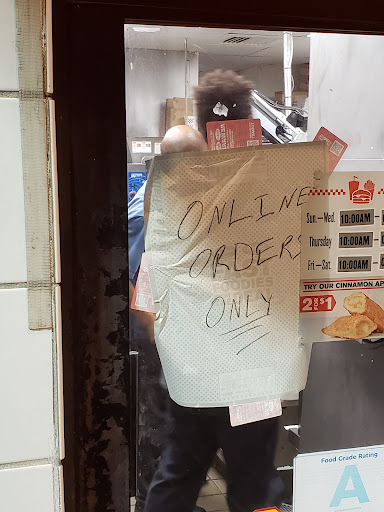 ONLINE
ORDERS
ONLY
FOODIES
Sun-Wed. 10:00AM -
Thursday 10:00AM -
Fri-Sat. 10:00AM -
TRY OUR CINNAMON AP
2 FOR $1
Food Grade Rating
A